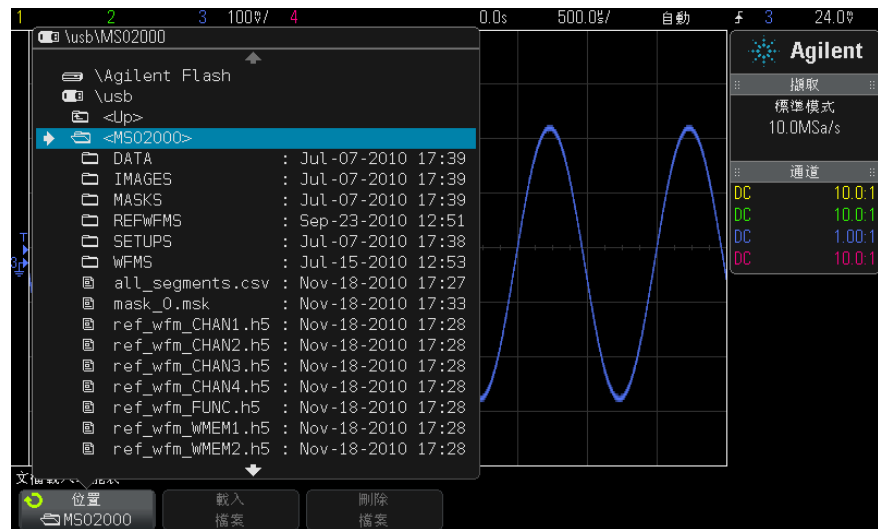 1 2 3 100V/ 4 0.0s 500.0µ/ 自動 3 24.0V
\usb\MSO2000
\Agilent Flash
\usb
<Up>
<MSO2000>
DATA : Jul-07-2010 17:39
IMAGES : Jul-07-2010 17:39
MASKS : Jul-07-2010 17:39
REFWFMS : Sep-23-2010 12:51
SETUPS : Jul-07-2010 17:38
WFMS : Jul-15-2010 12:53
all_segments.csv : Nov-18-2010 17:27
mask_0.msk : Nov-18-2010 17:33
ref_wfm_CHAN1.h5 : Nov-18-2010 17:28
ref_wfm_CHAN2.h5 : Nov-18-2010 17:28
ref_wfm_CHAN3.h5 : Nov-18-2010 17:28
ref_wfm_CHAN4.h5 : Nov-18-2010 17:28
ref_wfm_FUNC.h5 : Nov-18-2010 17:28
ref_wfm_WMEM1.h5 : Nov-18-2010 17:28
ref_wfm_WMEM2.h5 : Nov-18-2010 17:28
T
3
Agilent
擷取
標準模式
10.0MSa/s
通道
DC 10.0:1
DC 10.0:1
DC 1.00:1
DC 10.0:1
位置
MSO2000
載入
檔案
刪除
檔案